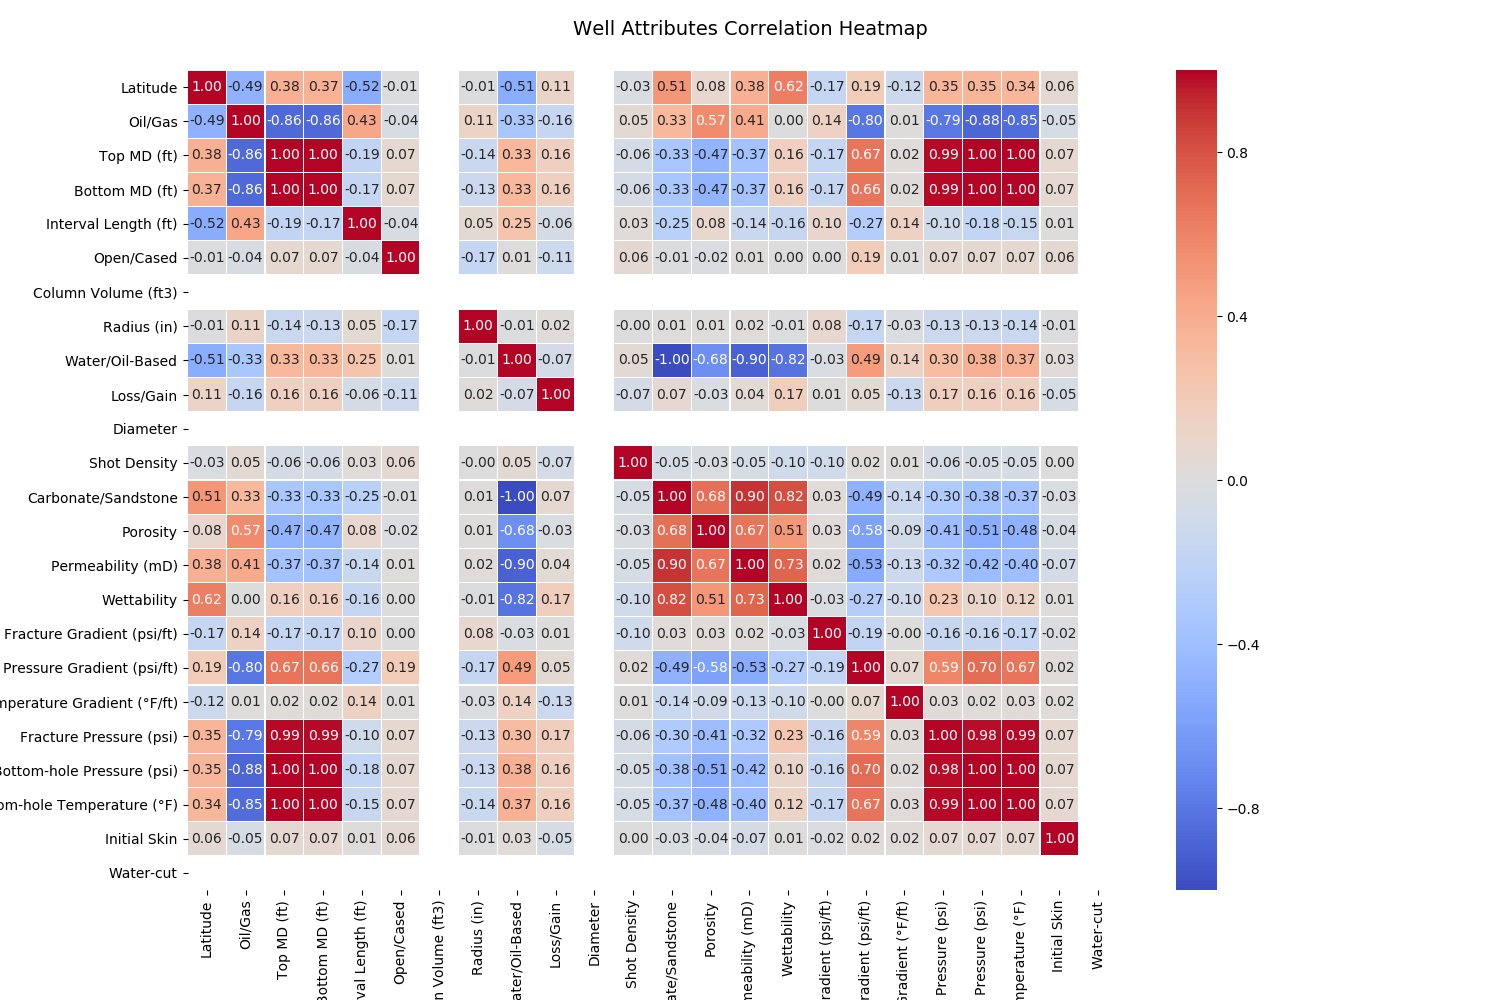 Well Attributes Correlation Heatmap
Latitude 1.00 -0.49 0.38 0.37 -0.52 -0.01 -0.01 -0.51 0.11 -0.03 0.51 0.08 0.38 0.62 -0.17 0.19 -0.12 0.35 0.35 0.34 0.06
Oil/Gas -0.49 1.00 -0.86 -0.86 0.43 -0.04 0.11 -0.33 -0.16 0.05 0.33 0.57 0.41 0.00 0.14 -0.80 0.01 -0.79 -0.88 -0.85 -0.05
Top MD (ft) 0.38 -0.86 1.00 1.00 -0.19 0.07 -0.14 0.33 0.16 -0.06 -0.33 -0.47 -0.37 0.16 -0.17 0.67 0.02 0.99 1.00 1.00 0.07
Bottom MD (ft) 0.37 -0.86 1.00 1.00 -0.17 0.07 -0.13 0.33 0.16 -0.06 -0.33 -0.47 -0.37 0.16 -0.17 0.66 0.02 0.99 1.00 1.00 0.07
Interval Length (ft) -0.52 0.43 -0.19 -0.17 1.00 -0.04 0.05 0.25 -0.06 0.03 -0.25 0.08 -0.14 -0.16 0.10 -0.27 0.14 -0.10 -0.18 -0.15 0.01
Open/Cased -0.01 -0.04 0.07 0.07 -0.04 1.00 -0.17 0.01 -0.11 0.06 -0.01 -0.02 0.01 0.00 0.00 0.19 0.01 0.07 0.07 0.07 0.06
Column Volume (ft3)
Radius (in) -0.01 0.11 -0.14 -0.13 0.05 -0.17 1.00 -0.01 0.02 -0.00 0.01 0.01 0.02 -0.01 0.08 -0.17 -0.03 -0.13 -0.13 -0.14 -0.01
Water/Oil-Based -0.51 -0.33 0.33 0.33 0.25 0.01 -0.01 1.00 -0.07 0.05 -1.00 -0.68 -0.90 -0.82 -0.03 0.49 0.14 0.30 0.38 0.37 0.03
Loss/Gain 0.11 -0.16 0.16 0.16 -0.06 -0.11 0.02 -0.07 1.00 -0.07 0.07 -0.03 0.04 0.17 0.01 0.05 -0.13 0.17 0.16 0.16 -0.05
Diameter
Shot Density -0.03 0.05 -0.06 -0.06 0.03 0.06 -0.00 0.05 -0.07 1.00 -0.05 -0.03 -0.05 -0.10 -0.10 0.02 0.01 -0.06 -0.05 -0.05 0.00
Carbonate/Sandstone 0.51 0.33 -0.33 -0.33 -0.25 -0.01 0.01 -1.00 0.07 -0.05 1.00 0.68 0.90 0.82 0.03 -0.49 -0.14 -0.30 -0.38 -0.37 -0.03
Porosity 0.08 0.57 -0.47 -0.47 0.08 -0.02 0.01 -0.68 -0.03 -0.03 0.68 1.00 0.67 0.51 0.03 -0.58 -0.09 -0.41 -0.51 -0.48 -0.04
Permeability (mD) 0.38 0.41 -0.37 -0.37 -0.14 0.01 0.02 -0.90 0.04 -0.05 0.90 0.67 1.00 0.73 0.02 -0.53 -0.13 -0.32 -0.42 -0.40 -0.07
Wettability 0.62 0.00 0.16 0.16 -0.16 0.00 -0.01 -0.82 0.17 -0.10 0.82 0.51 0.73 1.00 -0.03 -0.27 -0.10 0.23 0.10 0.12 0.01
Fracture Gradient (psi/ft) -0.17 0.14 -0.17 -0.17 0.10 0.00 0.08 -0.03 0.01 -0.10 0.03 0.03 0.02 -0.03 1.00 -0.19 -0.00 -0.16 -0.16 -0.17 -0.02
Pressure Gradient (psi/ft) 0.19 -0.80 0.67 0.66 -0.27 0.19 -0.17 0.49 0.05 0.02 -0.49 -0.58 -0.53 -0.27 -0.19 1.00 0.07 0.59 0.70 0.67 0.02
mperature Gradient (°F/ft) -0.12 0.01 0.02 0.02 0.14 0.01 -0.03 0.14 -0.13 0.01 -0.14 -0.09 -0.13 -0.10 -0.00 0.07 1.00 0.03 0.02 0.03 0.02
Fracture Pressure (psi) 0.35 -0.79 0.99 0.99 -0.10 0.07 -0.13 0.30 0.17 -0.06 -0.30 -0.41 -0.32 0.23 -0.16 0.59 0.03 1.00 0.98 0.99 0.07
Bottom-hole Pressure (psi) 0.35 -0.88 1.00 1.00 -0.18 0.07 -0.13 0.38 0.16 -0.05 -0.38 -0.51 -0.42 0.10 -0.16 0.70 0.02 0.98 1.00 1.00 0.07
om-hole Temperature (°F) 0.34 -0.85 1.00 1.00 -0.15 0.07 -0.14 0.37 0.16 -0.05 -0.37 -0.48 -0.40 0.12 -0.17 0.67 0.03 0.99 1.00 1.00 0.07
Initial Skin 0.06 -0.05 0.07 0.07 0.01 0.06 -0.01 0.03 -0.05 0.00 -0.03 -0.04 -0.07 0.01 -0.02 0.02 0.02 0.07 0.07 0.07 1.00
Water-cut
Latitude
Oil/Gas
Top MD (ft)
Bottom MD (ft)
rval Length (ft)
Open/Cased
n Volume (ft3)
Radius (in)
ater/Oil-Based
Loss/Gain
Diameter
Shot Density
ate/Sandstone
Porosity
meability (mD)
Wettability
radient (psi/ft)
radient (psi/ft)
Gradient (°F/ft)
Pressure (psi)
Pressure (psi)
mperature (°F)
Initial Skin
Water-cut
0.8
0.4
0.0
−0.4
−0.8